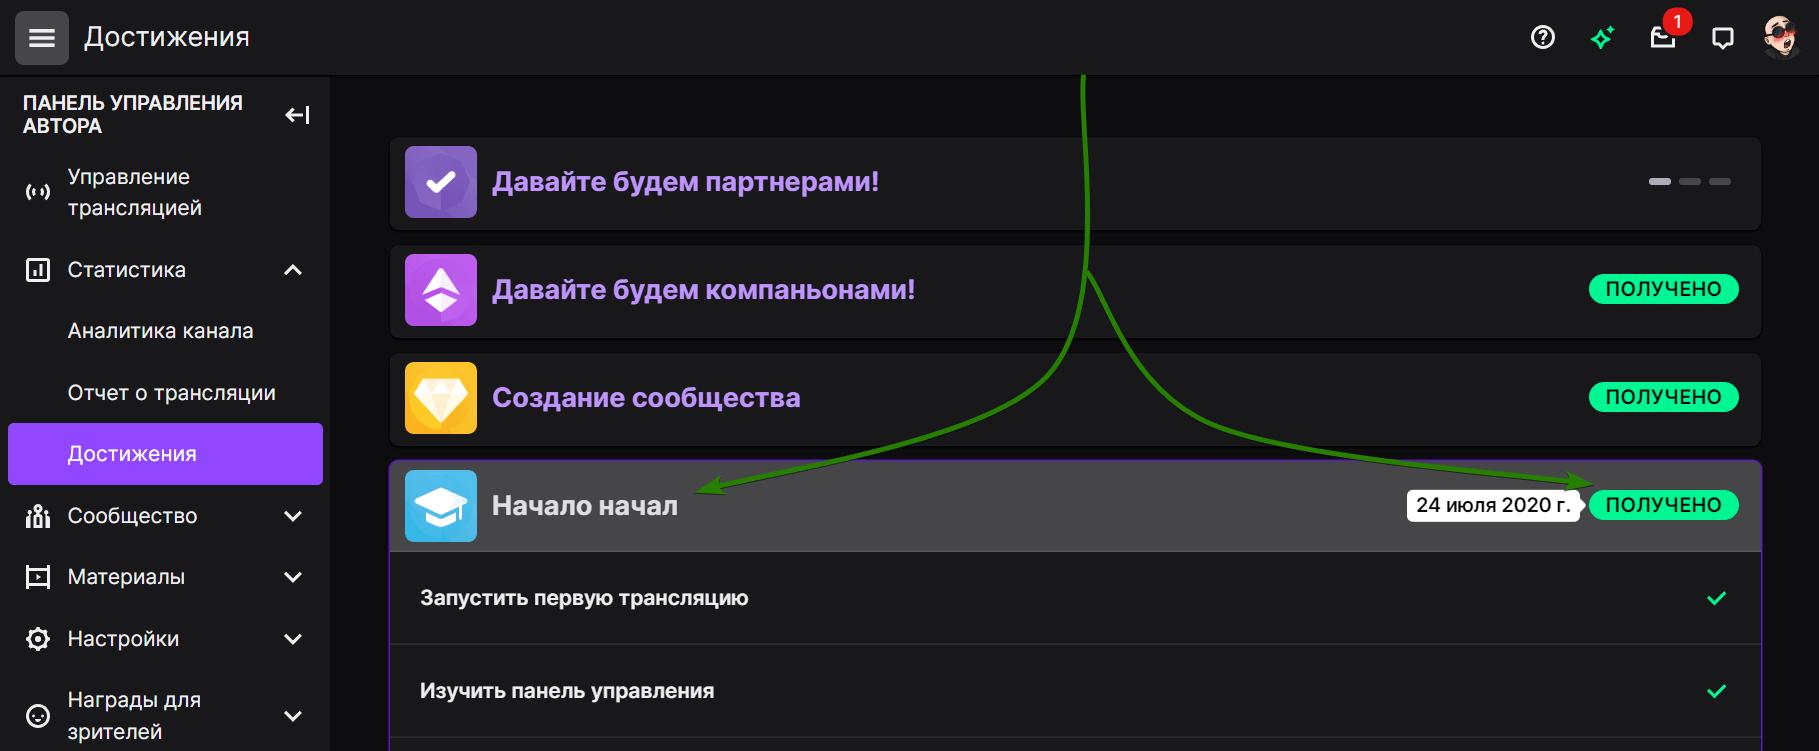 Достижения
1
ПАНЕЛЬ УПРАВЛЕНИЯ
АВТОРА
Управление
трансляцией
Статистика
Аналитика канала
Отчет о трансляции
Достижения
Сообщество
Материалы
Настройки
Награды для
зрителей
Давайте будем партнерами!
Давайте будем компаньонами!
ПОЛУЧЕНО
Создание сообщества
ПОЛУЧЕНО
Начало начал
24 июля 2020 г.
ПОЛУЧЕНО
Запустить первую трансляцию
Изучить панель управления